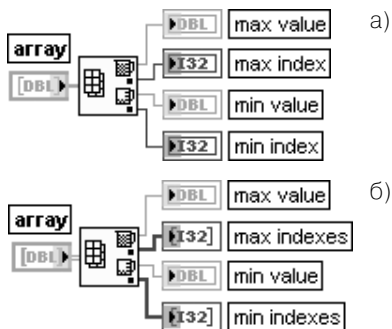 а)
DBL max value
array
I32 max index
[DBL]
DBL min value
I32 min index
б)
DBL max value
array
[I32] max indexes
[DBL]
DBL min value
[I32] min indexes